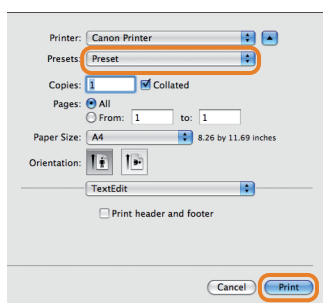 Printer: Canon Printer
Presets: Preset
Copies: 1 Collated
Pages: All
From: 1 to: 1
Paper Size: A4 8.26 by 11.69 inches
Orientation:
TextEdit
Print header and footer
Cancel Print